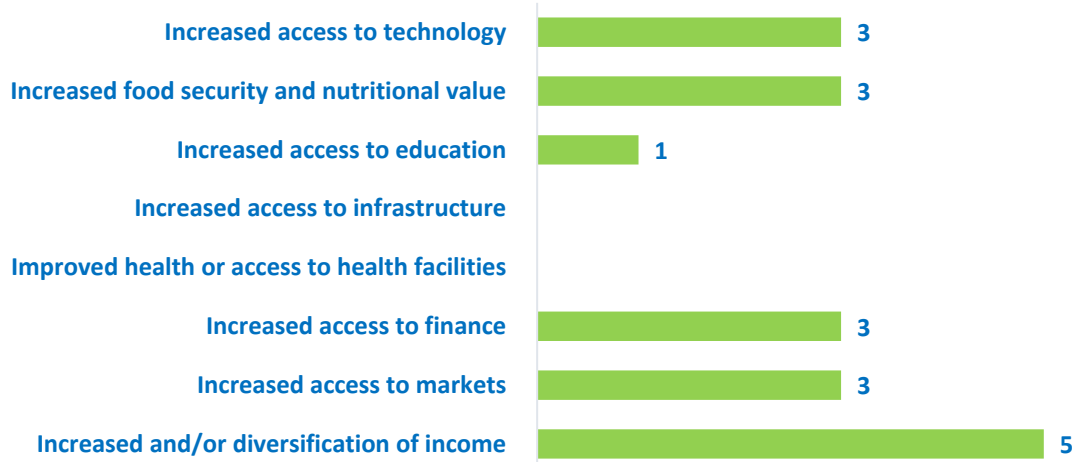 Increased access to technology 3
Increased food security and nutritional value 3
Increased access to education 1
Increased access to infrastructure
Improved health or access to health facilities
Increased access to finance 3
Increased access to markets 3
Increased and/or diversification of income 5